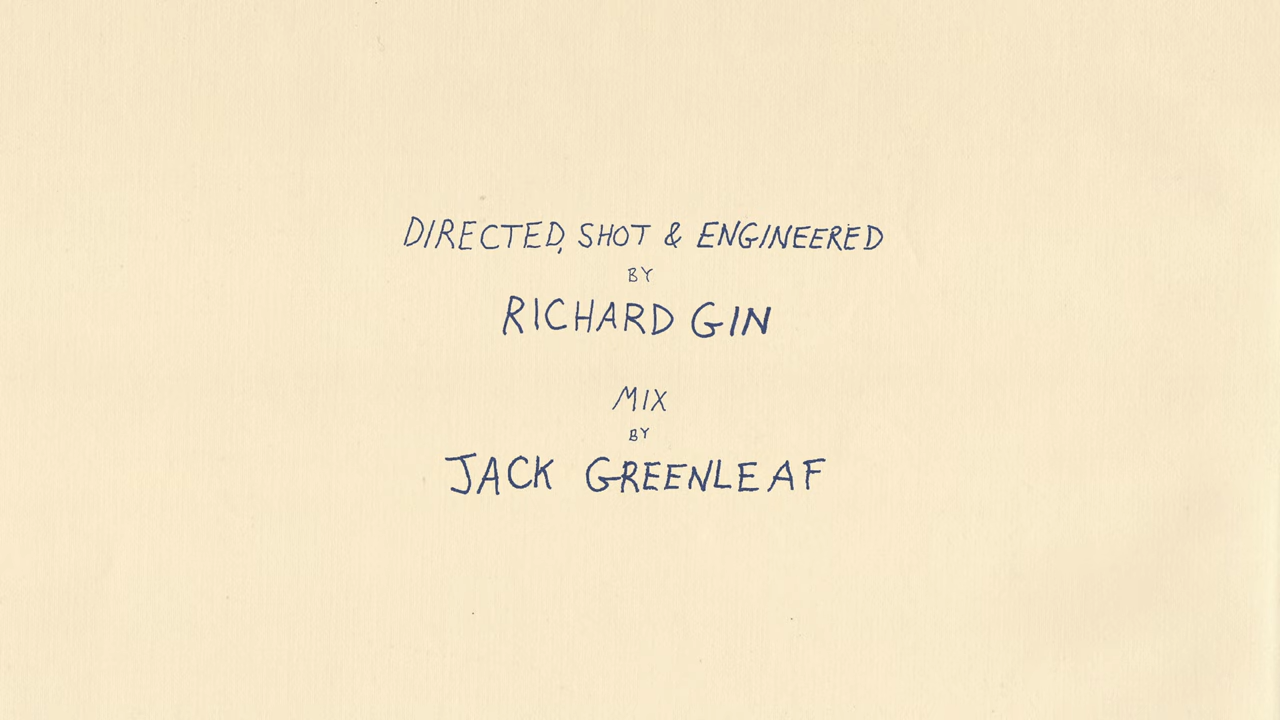 DIRECTED, SHOT & ENGINEERED
BY
RICHARD GIN
MIX
BY
JACK GREENLEAF